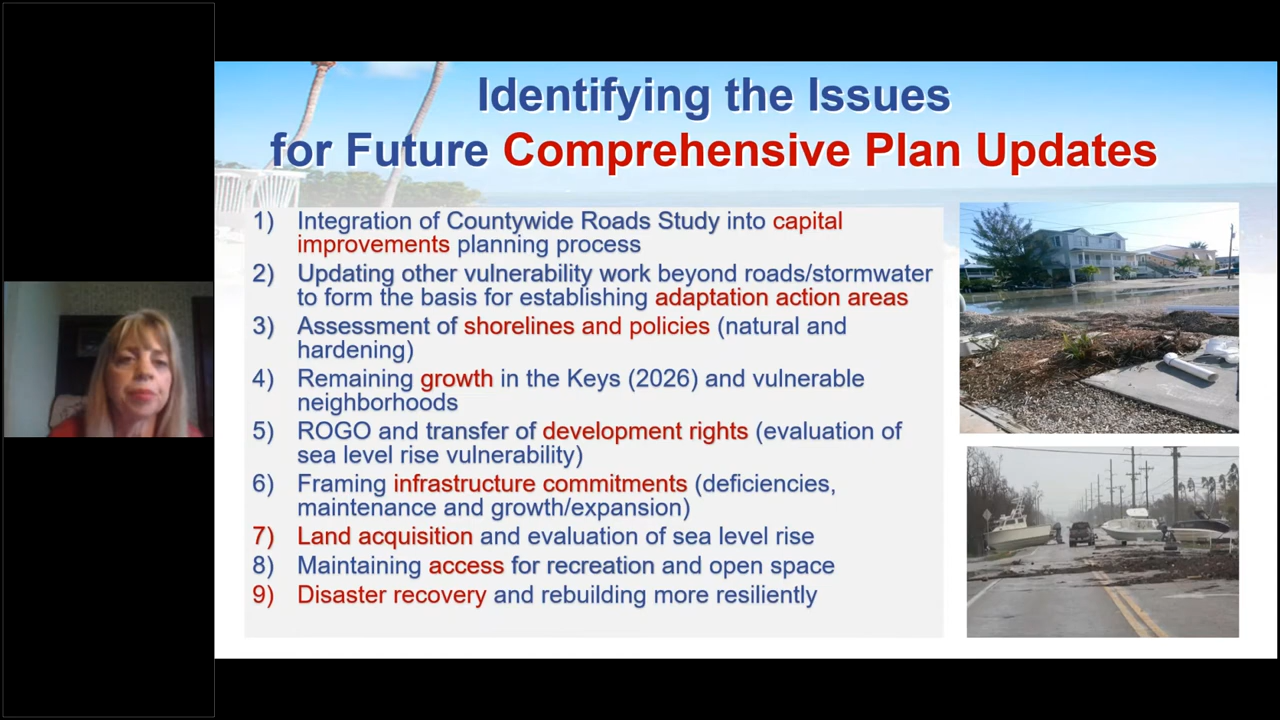 Identifying the Issues
for Future Comprehensive Plan Updates
1) Integration of Countywide Roads Study into capital
improvements planning process
2) Updating other vulnerability work beyond roads/stormwater
to form the basis for establishing adaptation action areas
3) Assessment of shorelines and policies (natural and
hardening)
4) Remaining growth in the Keys (2026) and vulnerable
neighborhoods
5) ROGO and transfer of development rights (evaluation of
sea level rise vulnerability)
6) Framing infrastructure commitments (deficiencies,
maintenance and growth/expansion)
7) Land acquisition and evaluation of sea level rise
8) Maintaining access for recreation and open space
9) Disaster recovery and rebuilding more resiliently